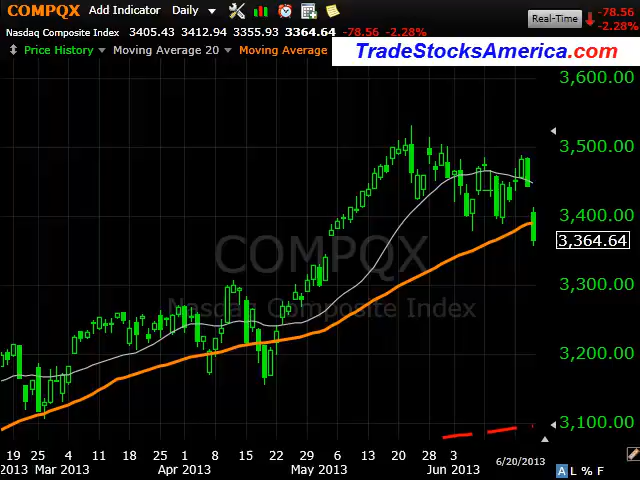 COMPQX Add Indicator Daily Real-Time -78.56 -2.28%
Nasdaq Composite Index 3405.43 3412.94 3355.93 3364.64 -78.56 -2.28%
Price History Moving Average 20 Moving Average
TradeStocksAmerica.com
3,600.00
3,500.00
3,400.00
3,364.64
3,300.00
3,200.00
3,100.00
COMPQX
Nasdaq Composite Index
19 25 4 11 18 25 1 8 15 22 29 6 13 20 28 3
2013 Mar 2013 Apr 2013 May 2013 Jun 2013 6/20/2013
A L % F